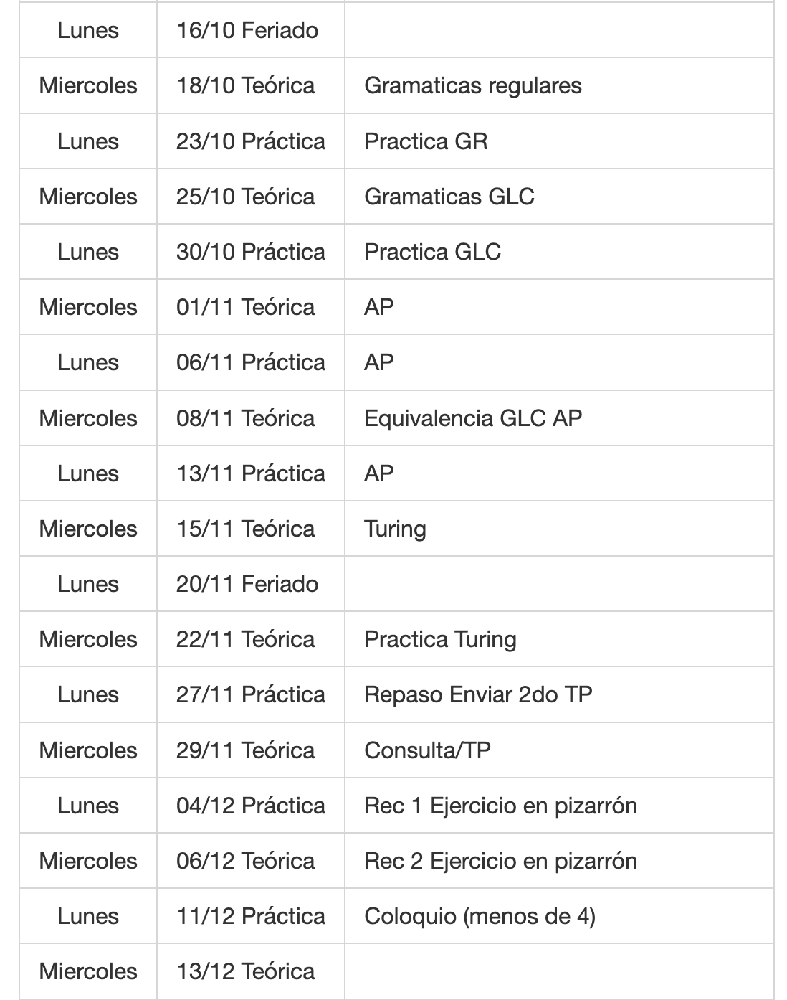 Lunes 16/10 Feriado
Miercoles 18/10 Teórica Gramaticas regulares
Lunes 23/10 Práctica Practica GR
Miercoles 25/10 Teórica Gramaticas GLC
Lunes 30/10 Práctica Practica GLC
Miercoles 01/11 Teórica AP
Lunes 06/11 Práctica AP
Miercoles 08/11 Teórica Equivalencia GLC AP
Lunes 13/11 Práctica AP
Miercoles 15/11 Teórica Turing
Lunes 20/11 Feriado
Miercoles 22/11 Teórica Practica Turing
Lunes 27/11 Práctica Repaso Enviar 2do TP
Miercoles 29/11 Teórica Consulta/TP
Lunes 04/12 Práctica Rec 1 Ejercicio en pizarrón
Miercoles 06/12 Teórica Rec 2 Ejercicio en pizarrón
Lunes 11/12 Práctica Coloquio (menos de 4)
Miercoles 13/12 Teórica